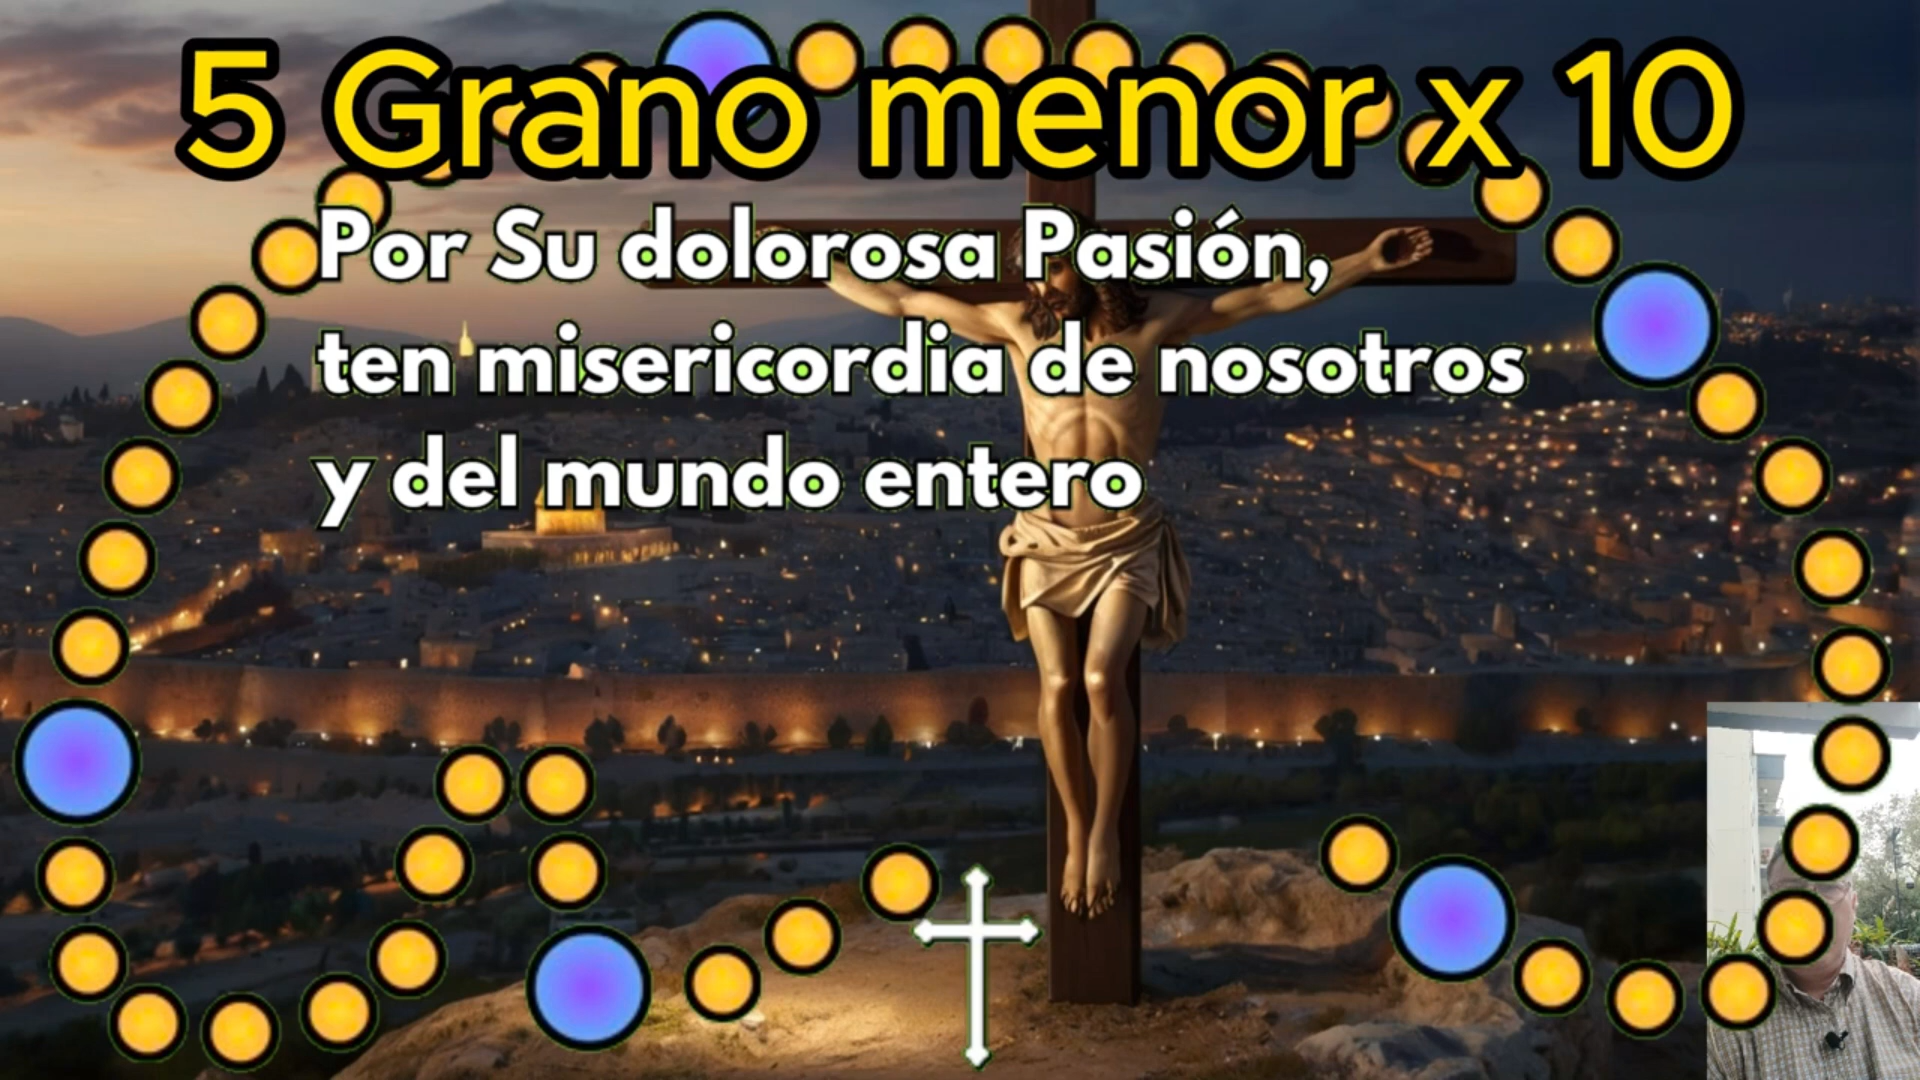 5 Grano menor x 10
Por Su dolorosa Pasión,
ten misericordia de nosotros
y del mundo entero